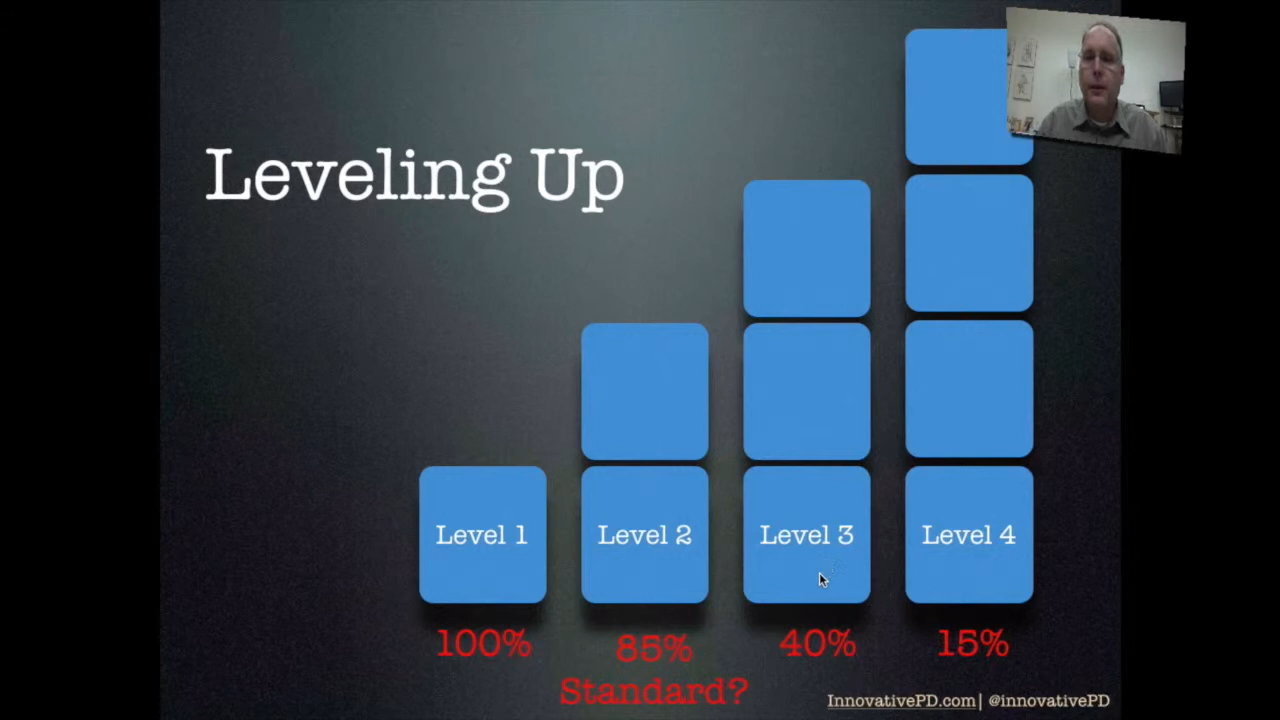 Leveling Up
Level 1
Level 2
Level 3
Level 4
100%
85%
40%
15%
Standard?
InnovativePD.com| @innovativePD